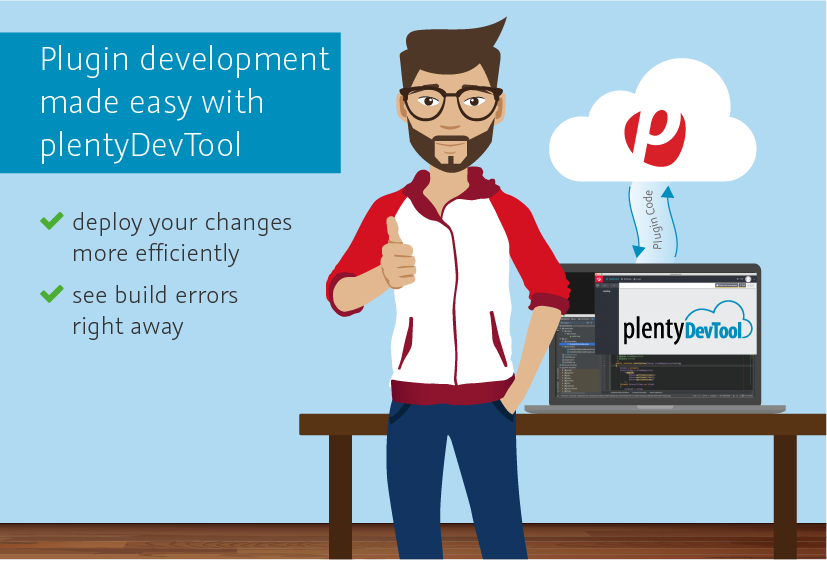 Plugin development
made easy with
plentyDevTool
deploy your changes
more efficiently
see build errors
right away
Plugin Code
plentyDevTool